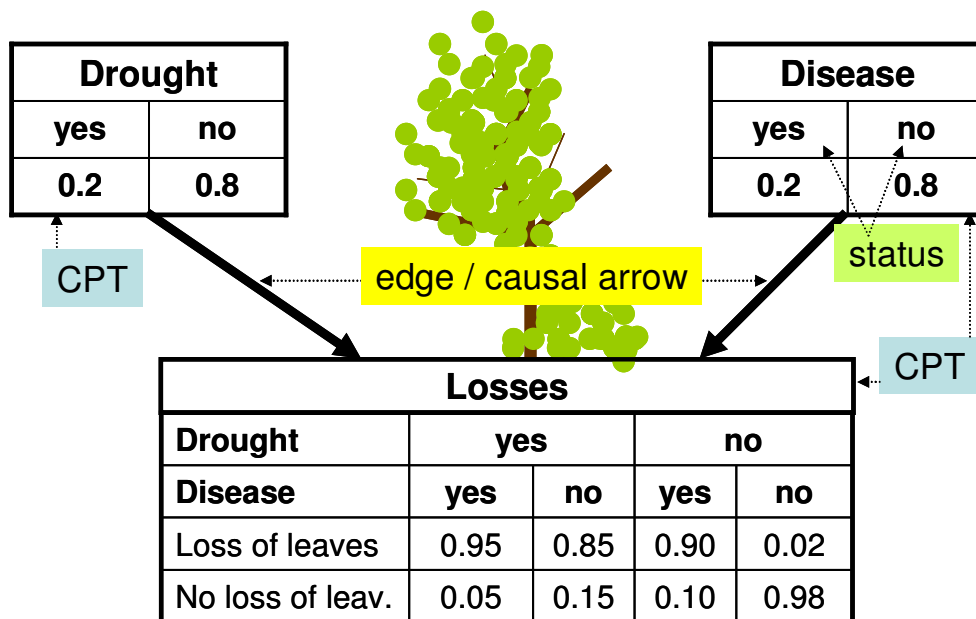 Drought
yes no
0.2 0.8
Disease
yes no
0.2 0.8
CPT
edge / causal arrow
status
CPT
Losses
Drought yes no
Disease yes no yes no
Loss of leaves 0.95 0.85 0.90 0.02
No loss of leav. 0.05 0.15 0.10 0.98